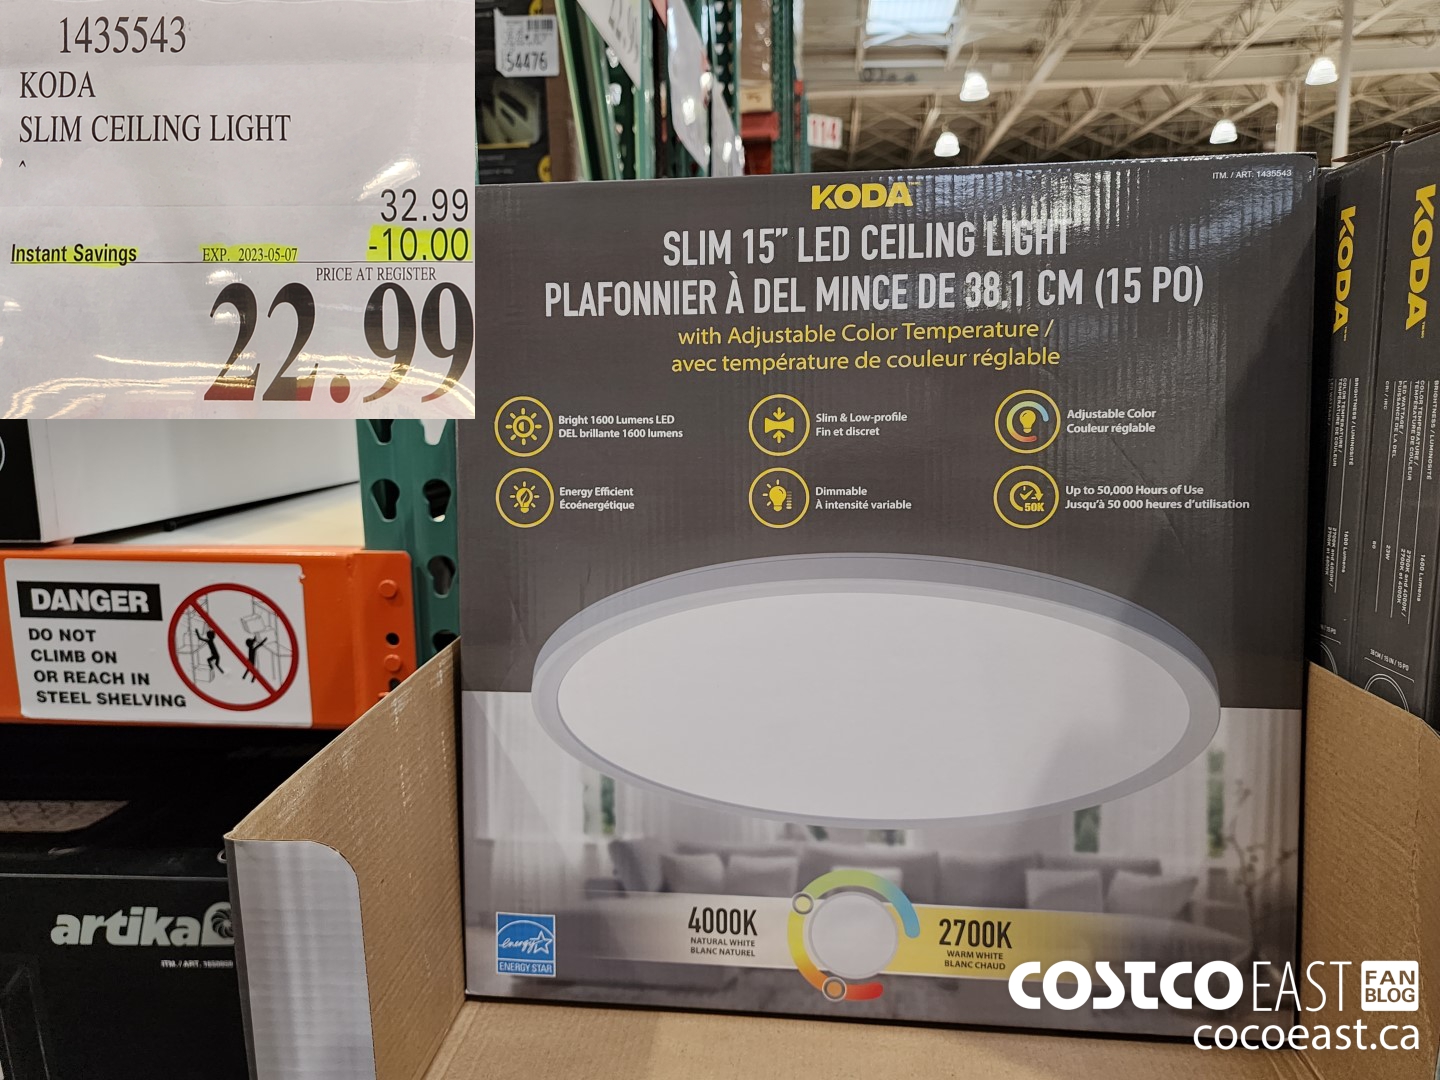 1435543
KODA
SLIM CEILING LIGHT
^
32.99
Instant Savings EXP. 2023-05-07 -10.00
PRICE AT REGISTER
22.99
54476
114
KODA
ITM. / ART. 1435543
SLIM 15” LED CEILING LIGHT
PLAFONNIER À DEL MINCE DE 38,1 CM (15 PO)
with Adjustable Color Temperature /
avec température de couleur réglable
Bright 1600 Lumens LED
DEL brillante 1600 lumens
Slim & Low-profile
Fin et discret
Adjustable Color
Couleur réglable
Energy Efficient
Écoénergétique
Dimmable
À intensité variable
50K
Up to 50,000 Hours of Use
Jusqu'à 50 000 heures d'utilisation
4000K
NATURAL WHITE
BLANC NATUREL
2700K
WARM WHITE
BLANC CHAUD
energy
ENERGY STAR
KODA
KODA
DANGER
DO NOT
CLIMB ON
OR REACH IN
STEEL SHELVING
artika
COSTCO EAST FAN BLOG
cocoeast.ca